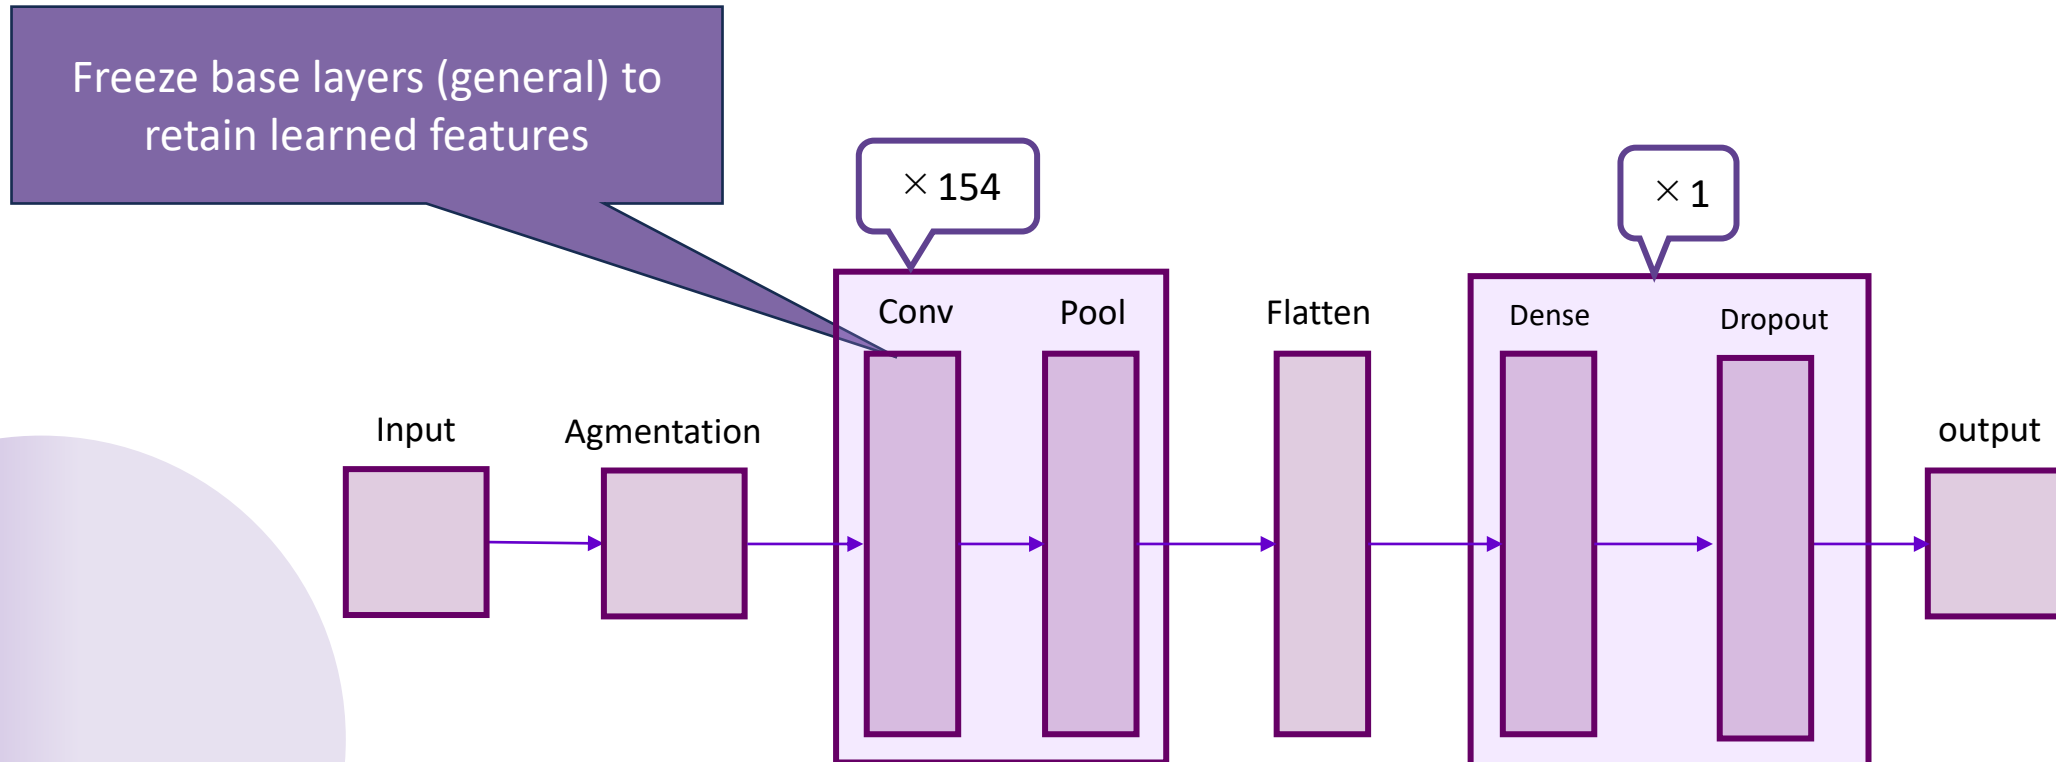 Freeze base layers (general) to
retain learned features
× 154
× 1
Conv
Pool
Flatten
Dense
Dropout
Input
Agmentation
output